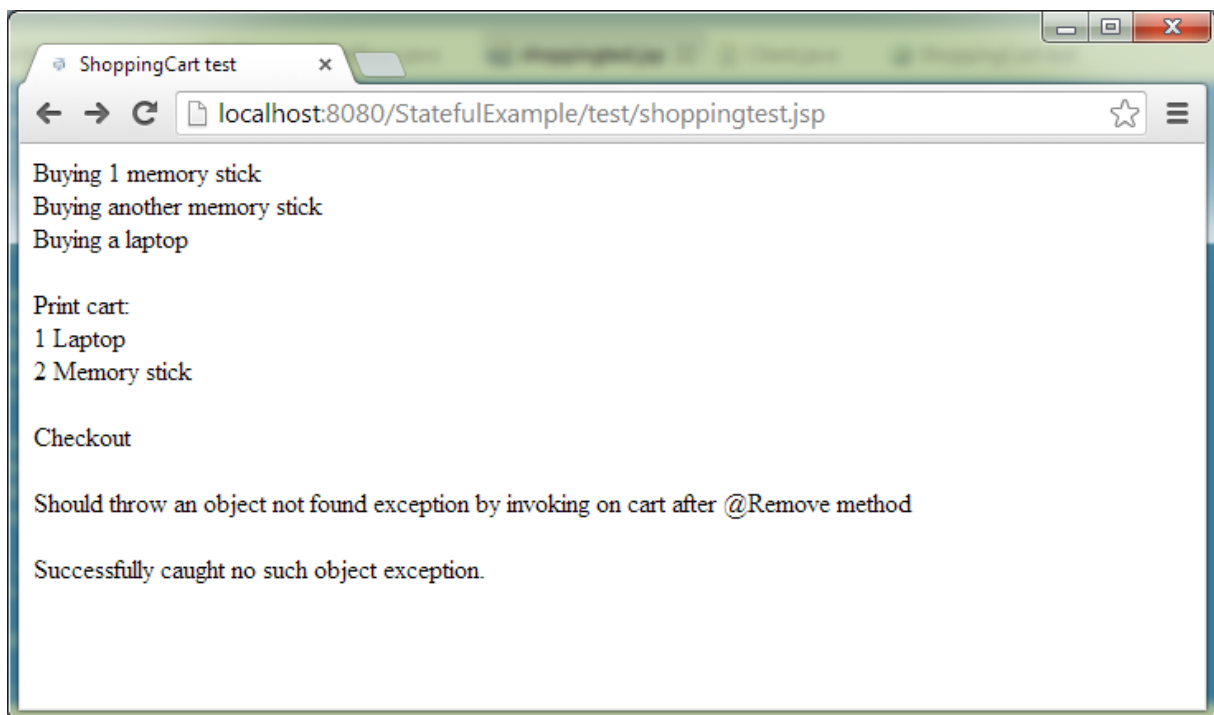 ShoppingCart test
localhost:8080/StatefulExample/test/shoppingtest.jsp
Buying 1 memory stick
Buying another memory stick
Buying a laptop
Print cart:
1 Laptop
2 Memory stick
Checkout
Should throw an object not found exception by invoking on cart after @Remove method
Successfully caught no such object exception.